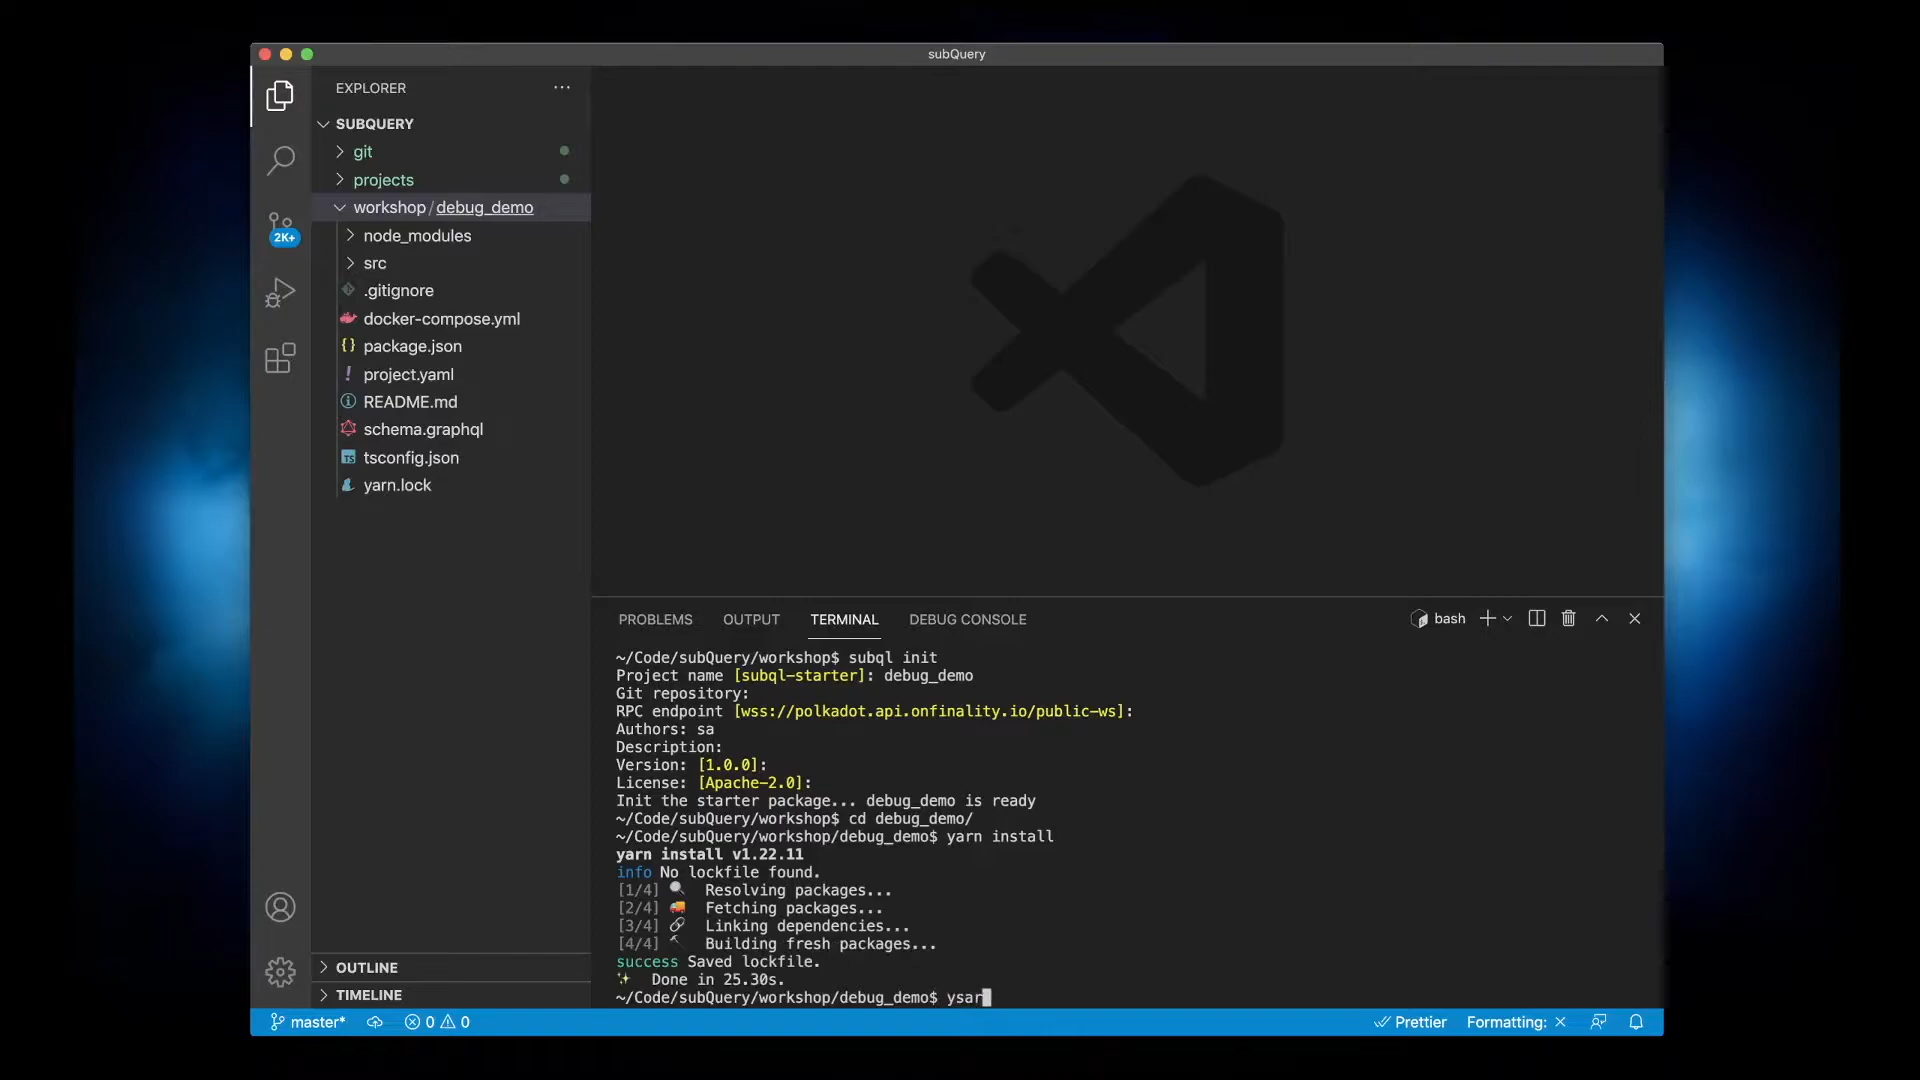 subQuery
EXPLORER
SUBQUERY
git
projects
workshop/debug_demo
node_modules
src
.gitignore
docker-compose.yml
package.json
project.yaml
README.md
schema.graphql
tsconfig.json
yarn.lock
OUTLINE
TIMELINE
2K+
PROBLEMS OUTPUT TERMINAL DEBUG CONSOLE bash
~/Code/subQuery/workshop$ subql init
Project name [subql-starter]: debug_demo
Git repository:
RPC endpoint [wss://polkadot.api.onfinality.io/public-ws]:
Authors: sa
Description:
Version: [1.0.0]:
License: [Apache-2.0]:
Init the starter package... debug_demo is ready
~/Code/subQuery/workshop$ cd debug_demo/
~/Code/subQuery/workshop/debug_demo$ yarn install
yarn install v1.22.11
info No lockfile found.
[1/4] 🔍 Resolving packages...
[2/4] 🚚 Fetching packages...
[3/4] 🔗 Linking dependencies...
[4/4] 🔨 Building fresh packages...
success Saved lockfile.
✨ Done in 25.30s.
~/Code/subQuery/workshop/debug_demo$ ysar
master* 0 0 Prettier Formatting: ×